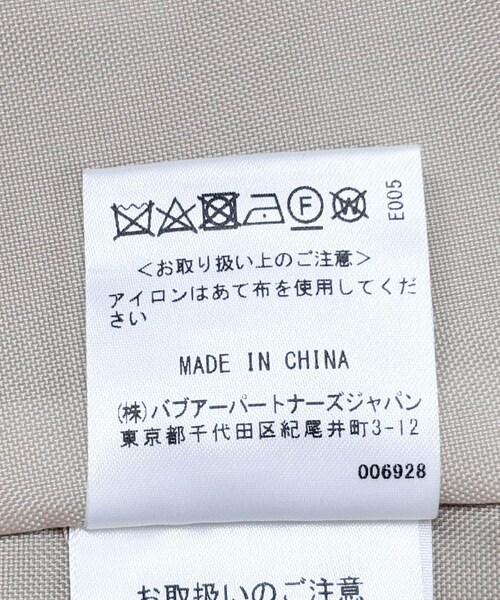 F W
E005
＜お取り扱い上のご注意＞
アイロンはあて布を使用してくだ
さい
MADE IN CHINA
(株)バブアーパートナーズジャパン
東京都千代田区紀尾井町3-12
006928
お取扱いのご注意